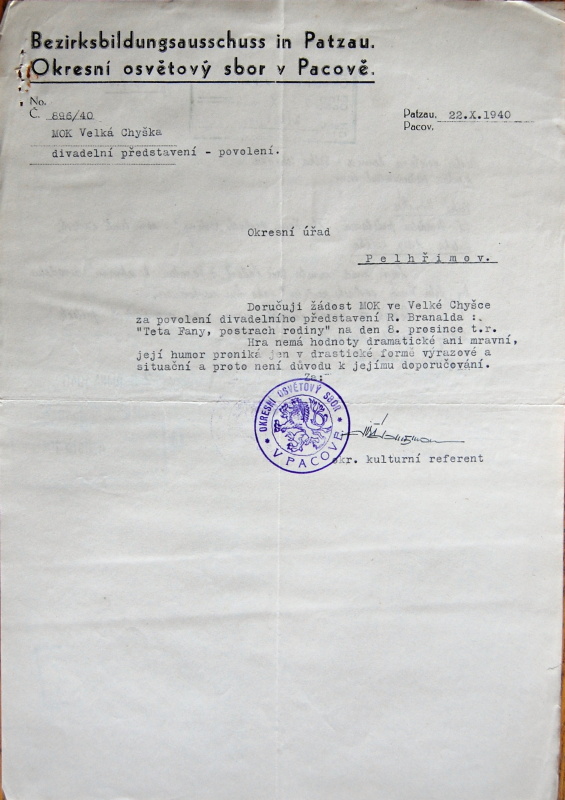 Bezirksbildungsausschuss in Patzau.
Okresní osvětový sbor v Pacově.
No.
Č. 896/40
Patzau, 22.X.1940
Pacov,
MOK Velká Chyška
divadelní představení - povolení.
Okresní úřad
Pelhřimov.
Doručuji žádost MOK ve Velké Chyšce
za povolení divadelního představení R. Branalda :
"Teta Fany, postrach rodiny" na den 8. prosince t.r.
Hra nemá hodnoty dramatické ani mravní,
její humor proniká jen v drastické formě výrazové a
situační a proto není důvodu k jejímu doporučování.
Za:
* OKRESNÍ OSVĚTOVÝ SBOR *
V PACOVĚ
okr. kulturní referent